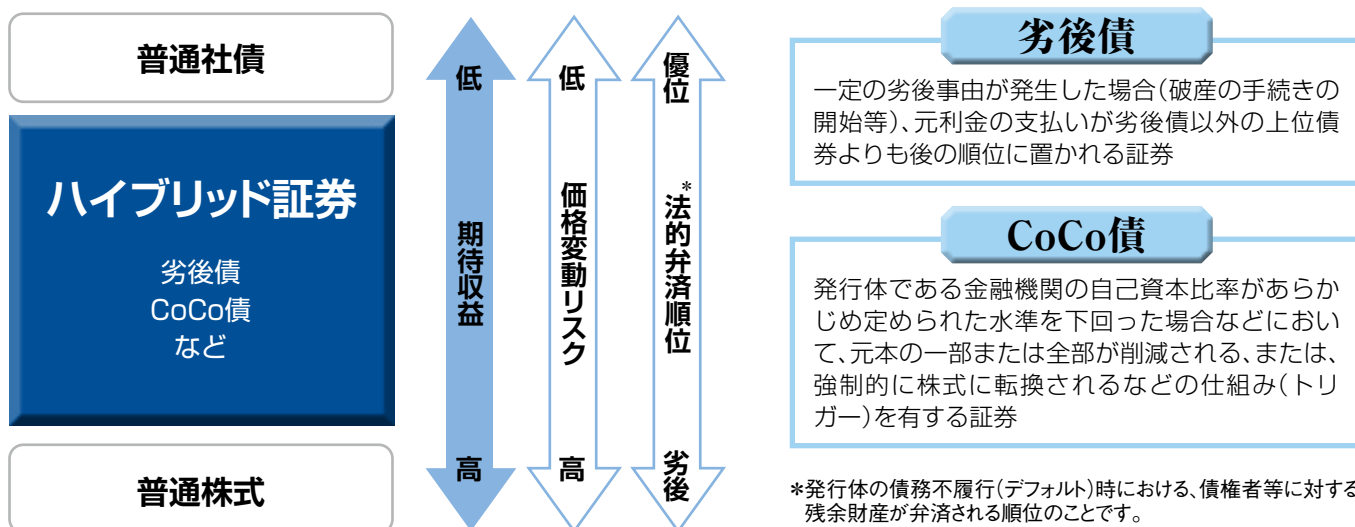 普通社債
ハイブリッド証券
劣後債
CoCo債
など
普通株式
低
期待収益
高
低
価格変動リスク
高
優位
*法的弁済順位
劣後
劣後債
一定の劣後事由が発生した場合(破産の手続きの
開始等)、元利金の支払いが劣後債以外の上位債
券よりも後の順位に置かれる証券
CoCo債
発行体である金融機関の自己資本比率があらか
じめ定められた水準を下回った場合などにおい
て、元本の一部または全部が削減される、または、
強制的に株式に転換されるなどの仕組み(トリ
ガー)を有する証券
*発行体の債務不履行(デフォルト)時における、債権者等に対する
残余財産が弁済される順位のことです。